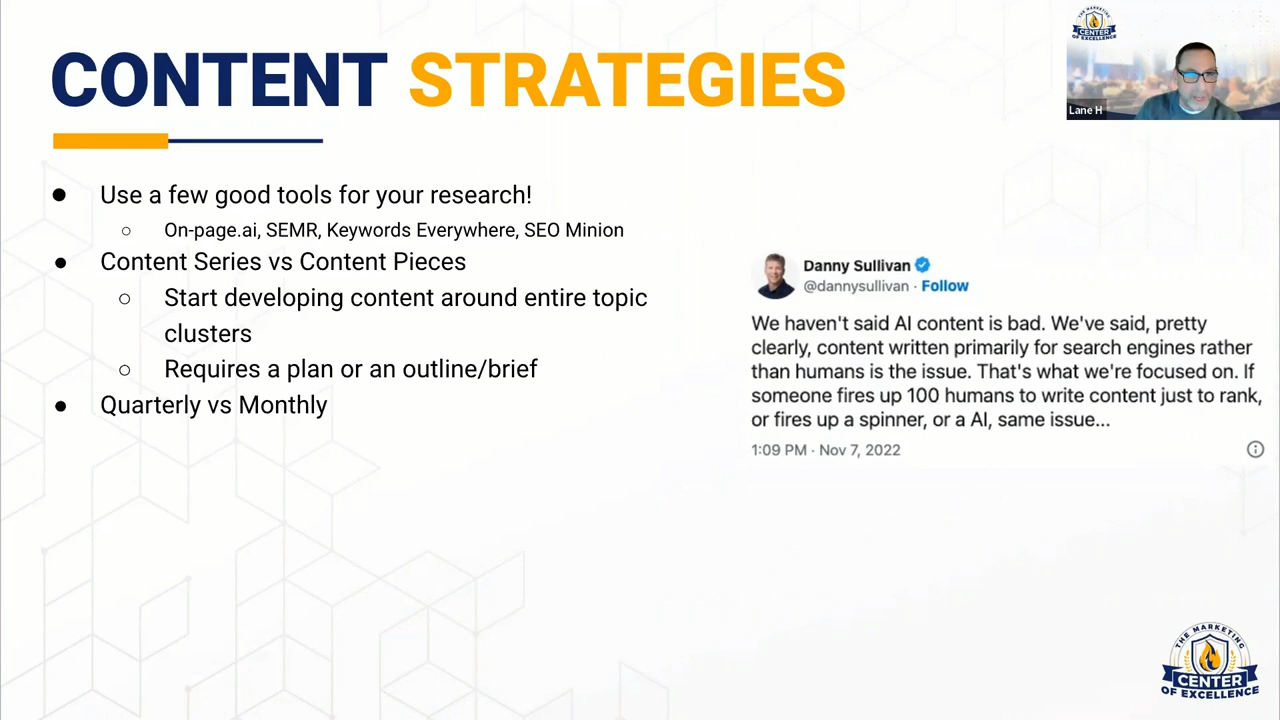 CONTENT STRATEGIES
Use a few good tools for your research!
On-page.ai, SEMR, Keywords Everywhere, SEO Minion
Content Series vs Content Pieces
Start developing content around entire topic
clusters
Requires a plan or an outline/brief
Quarterly vs Monthly
Danny Sullivan
@dannysullivan · Follow
We haven't said AI content is bad. We've said, pretty
clearly, content written primarily for search engines rather
than humans is the issue. That's what we're focused on. If
someone fires up 100 humans to write content just to rank,
or fires up a spinner, or a AI, same issue...
1:09 PM · Nov 7, 2022
THE MARKETING
CENTER
OF EXCELLENCE
Lane H
THE MARKETING
CENTER
OF EXCELLENCE